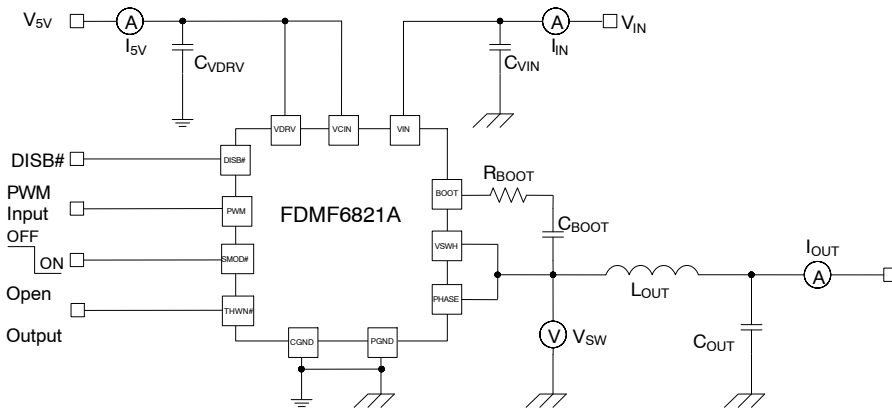 V5V
A
I5V
CVDRV
CVIN
A
IIN
VIN
VDRV
VCIN
VIN
DISB#
DISB#
PWM
Input
PWM
OFF
ON
SMOD#
Open
Output
THWN#
FDMF6821A
BOOT
RBOOT
CBOOT
VSWH
PHASE
LOUT
IOUT
A
V
VSW
COUT
CGND
PGND